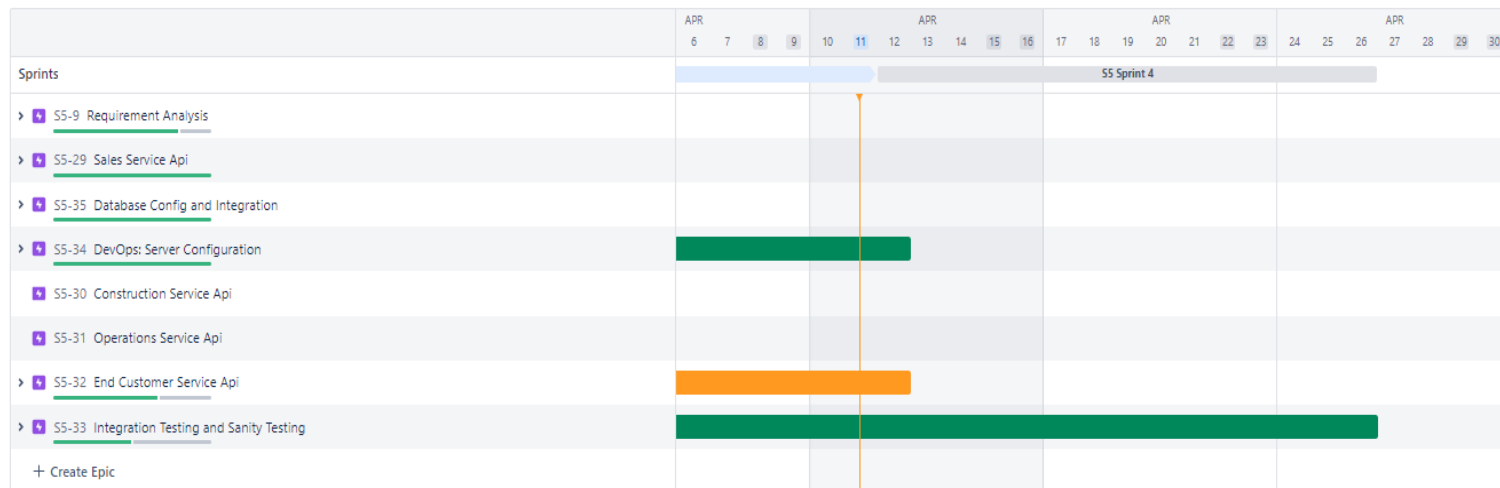 APR APR APR APR
6 7 8 9 10 11 12 13 14 15 16 17 18 19 20 21 22 23 24 25 26 27 28 29 30
Sprints S5 Sprint 4
S5-9 Requirement Analysis
S5-29 Sales Service Api
S5-35 Database Config and Integration
S5-34 DevOps: Server Configuration
S5-30 Construction Service Api
S5-31 Operations Service Api
S5-32 End Customer Service Api
S5-33 Integration Testing and Sanity Testing
+ Create Epic